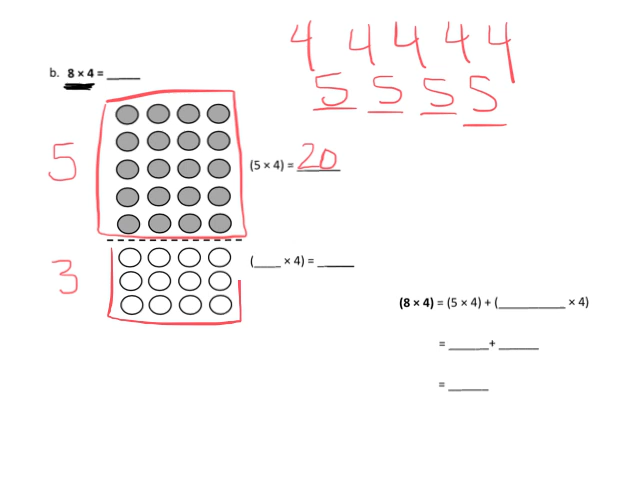 4 4 4 4 4
b. 8 × 4 = _____
5 5 5 5
5
(5 × 4) = 20
3
(____ × 4) = ______
(8 × 4) = (5 × 4) + (__________ × 4)
= ______+ ______
= ______